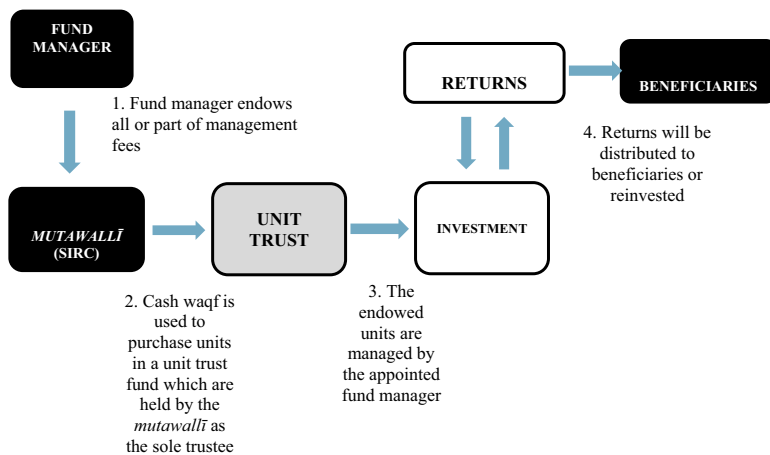 FUND
MANAGER
1. Fund manager endows
all or part of management
fees
MUTAWALLĪ
(SIRC)
UNIT
TRUST
2. Cash waqf is
used to
purchase units
in a unit trust
fund which are
held by the
mutawallī as
the sole trustee
3. The
endowed
units are
managed by
the appointed
fund manager
INVESTMENT
RETURNS
BENEFICIARIES
4. Returns will be
distributed to
beneficiaries or
reinvested